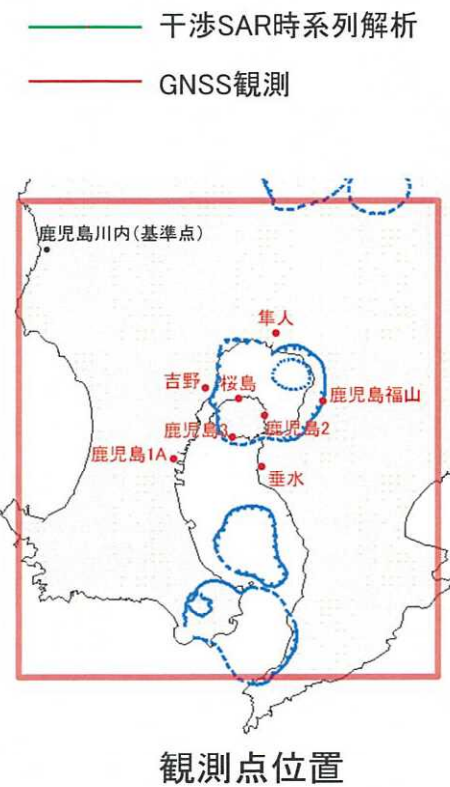 干渉SAR時系列解析
GNSS観測
鹿児島川内(基準点)
隼人
吉野
桜島
鹿児島福山
鹿児島3
鹿児島2
鹿児島1A
垂水
観測点位置